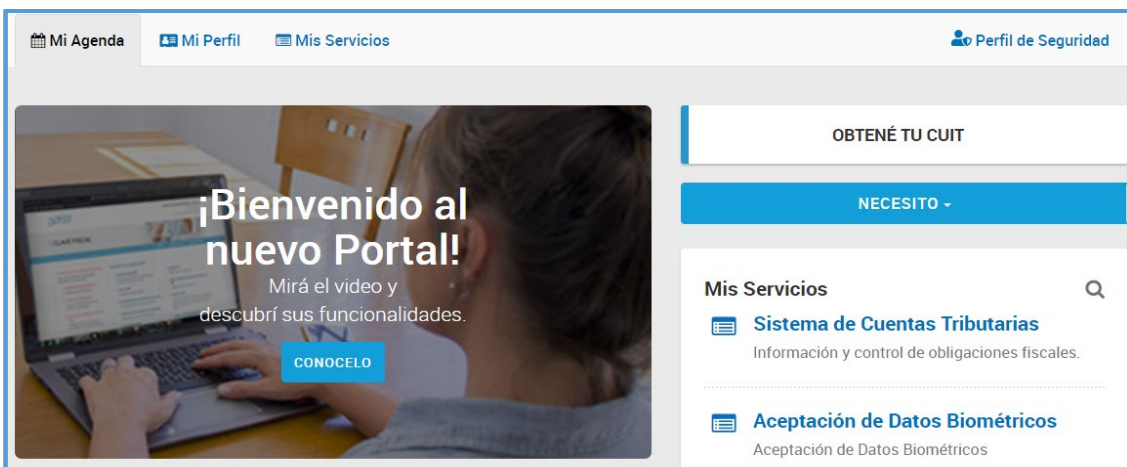 Mi Agenda
Mi Perfil
Mis Servicios
Perfil de Seguridad
¡Bienvenido al
nuevo Portal!
Mirá el video y
descubrí sus funcionalidades.
CONOCELO
OBTENÉ TU CUIT
NECESITO
Mis Servicios
Sistema de Cuentas Tributarias
Información y control de obligaciones fiscales.
Aceptación de Datos Biométricos
Aceptación de Datos Biométricos